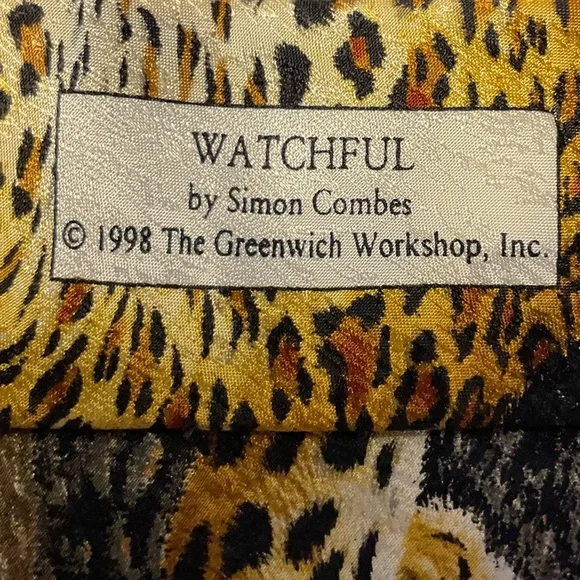 WATCHFUL
by Simon Combes
© 1998 The Greenwich Workshop, Inc.